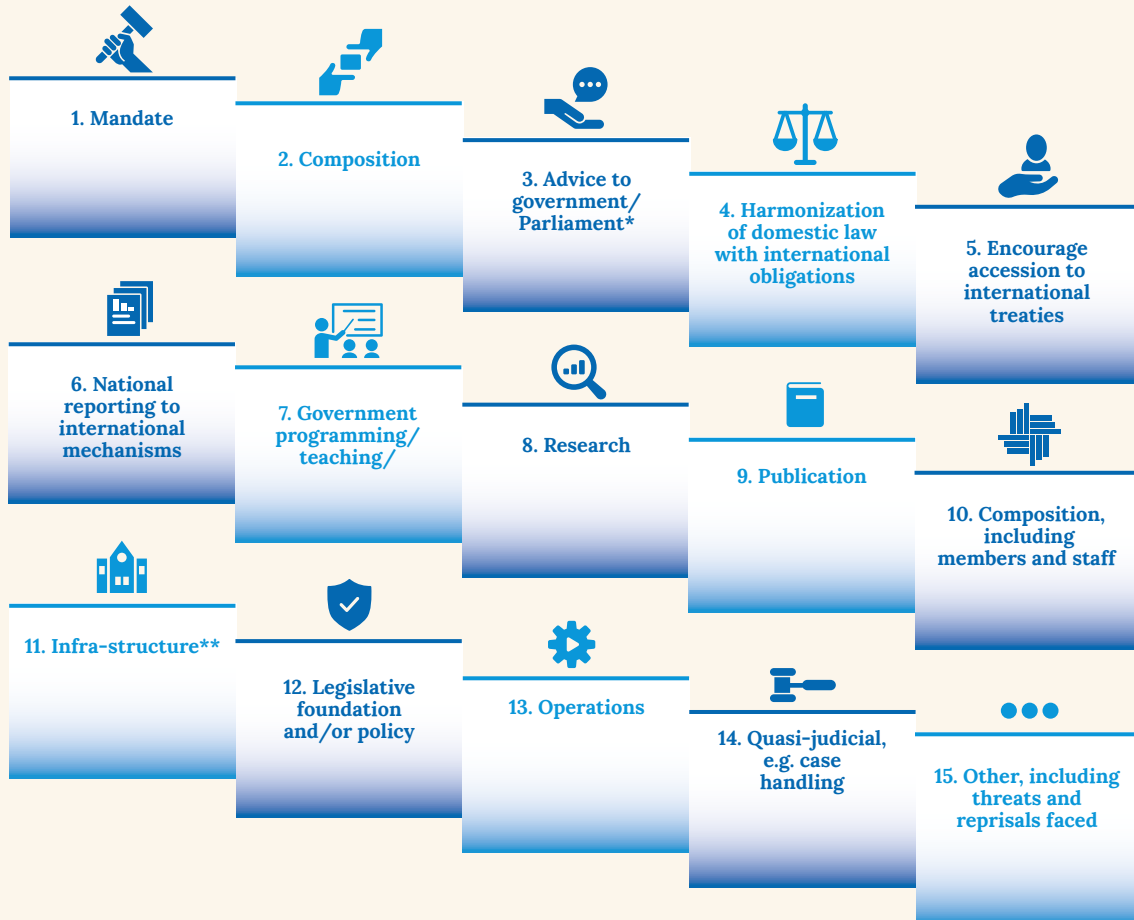 1. Mandate
2. Composition
3. Advice to
government/
Parliament*
4. Harmonization
of domestic law
with international
obligations
5. Encourage
accession to
international
treaties
6. National
reporting to
international
mechanisms
7. Government
programming/
teaching/
8. Research
9. Publication
10. Composition,
including
members and staff
11. Infra-structure**
12. Legislative
foundation
and/or policy
13. Operations
14. Quasi-judicial,
e.g. case
handling
15. Other, including
threats and
reprisals faced